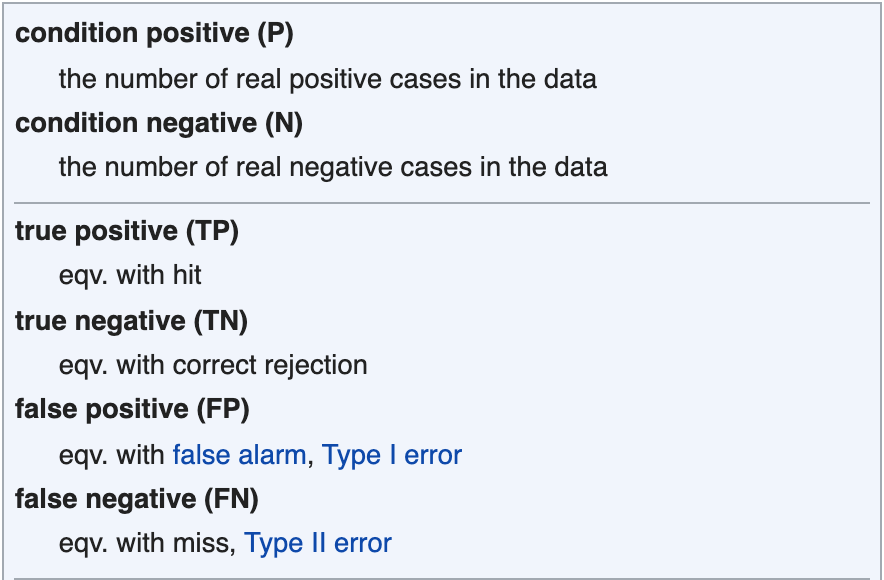 condition positive (P)
the number of real positive cases in the data
condition negative (N)
the number of real negative cases in the data
true positive (TP)
eqv. with hit
true negative (TN)
eqv. with correct rejection
false positive (FP)
eqv. with false alarm, Type I error
false negative (FN)
eqv. with miss, Type II error